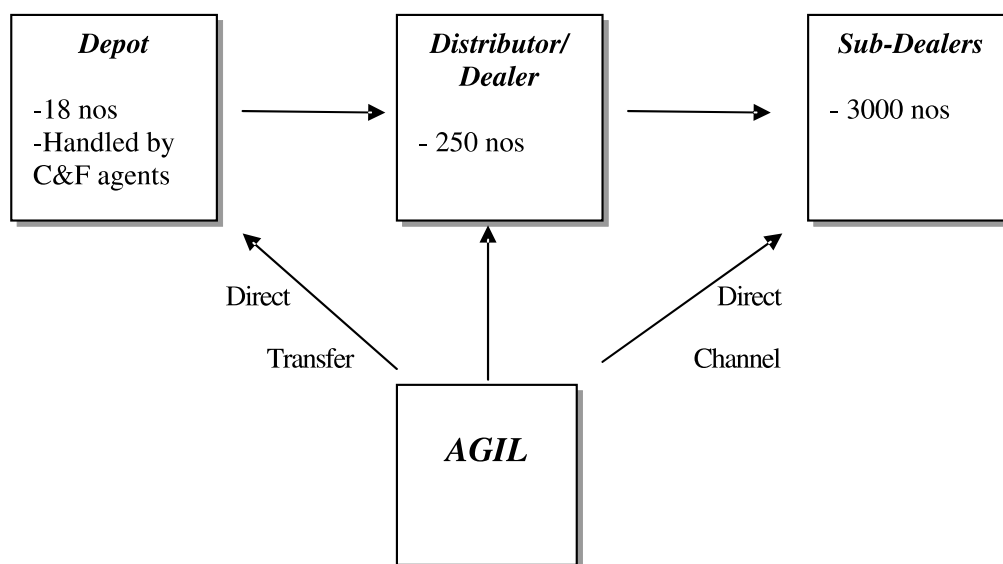 Depot
-18 nos
-Handled by
C&F agents
Distributor/
Dealer
- 250 nos
Sub-Dealers
- 3000 nos
Direct
Transfer
Direct
Channel
AGIL